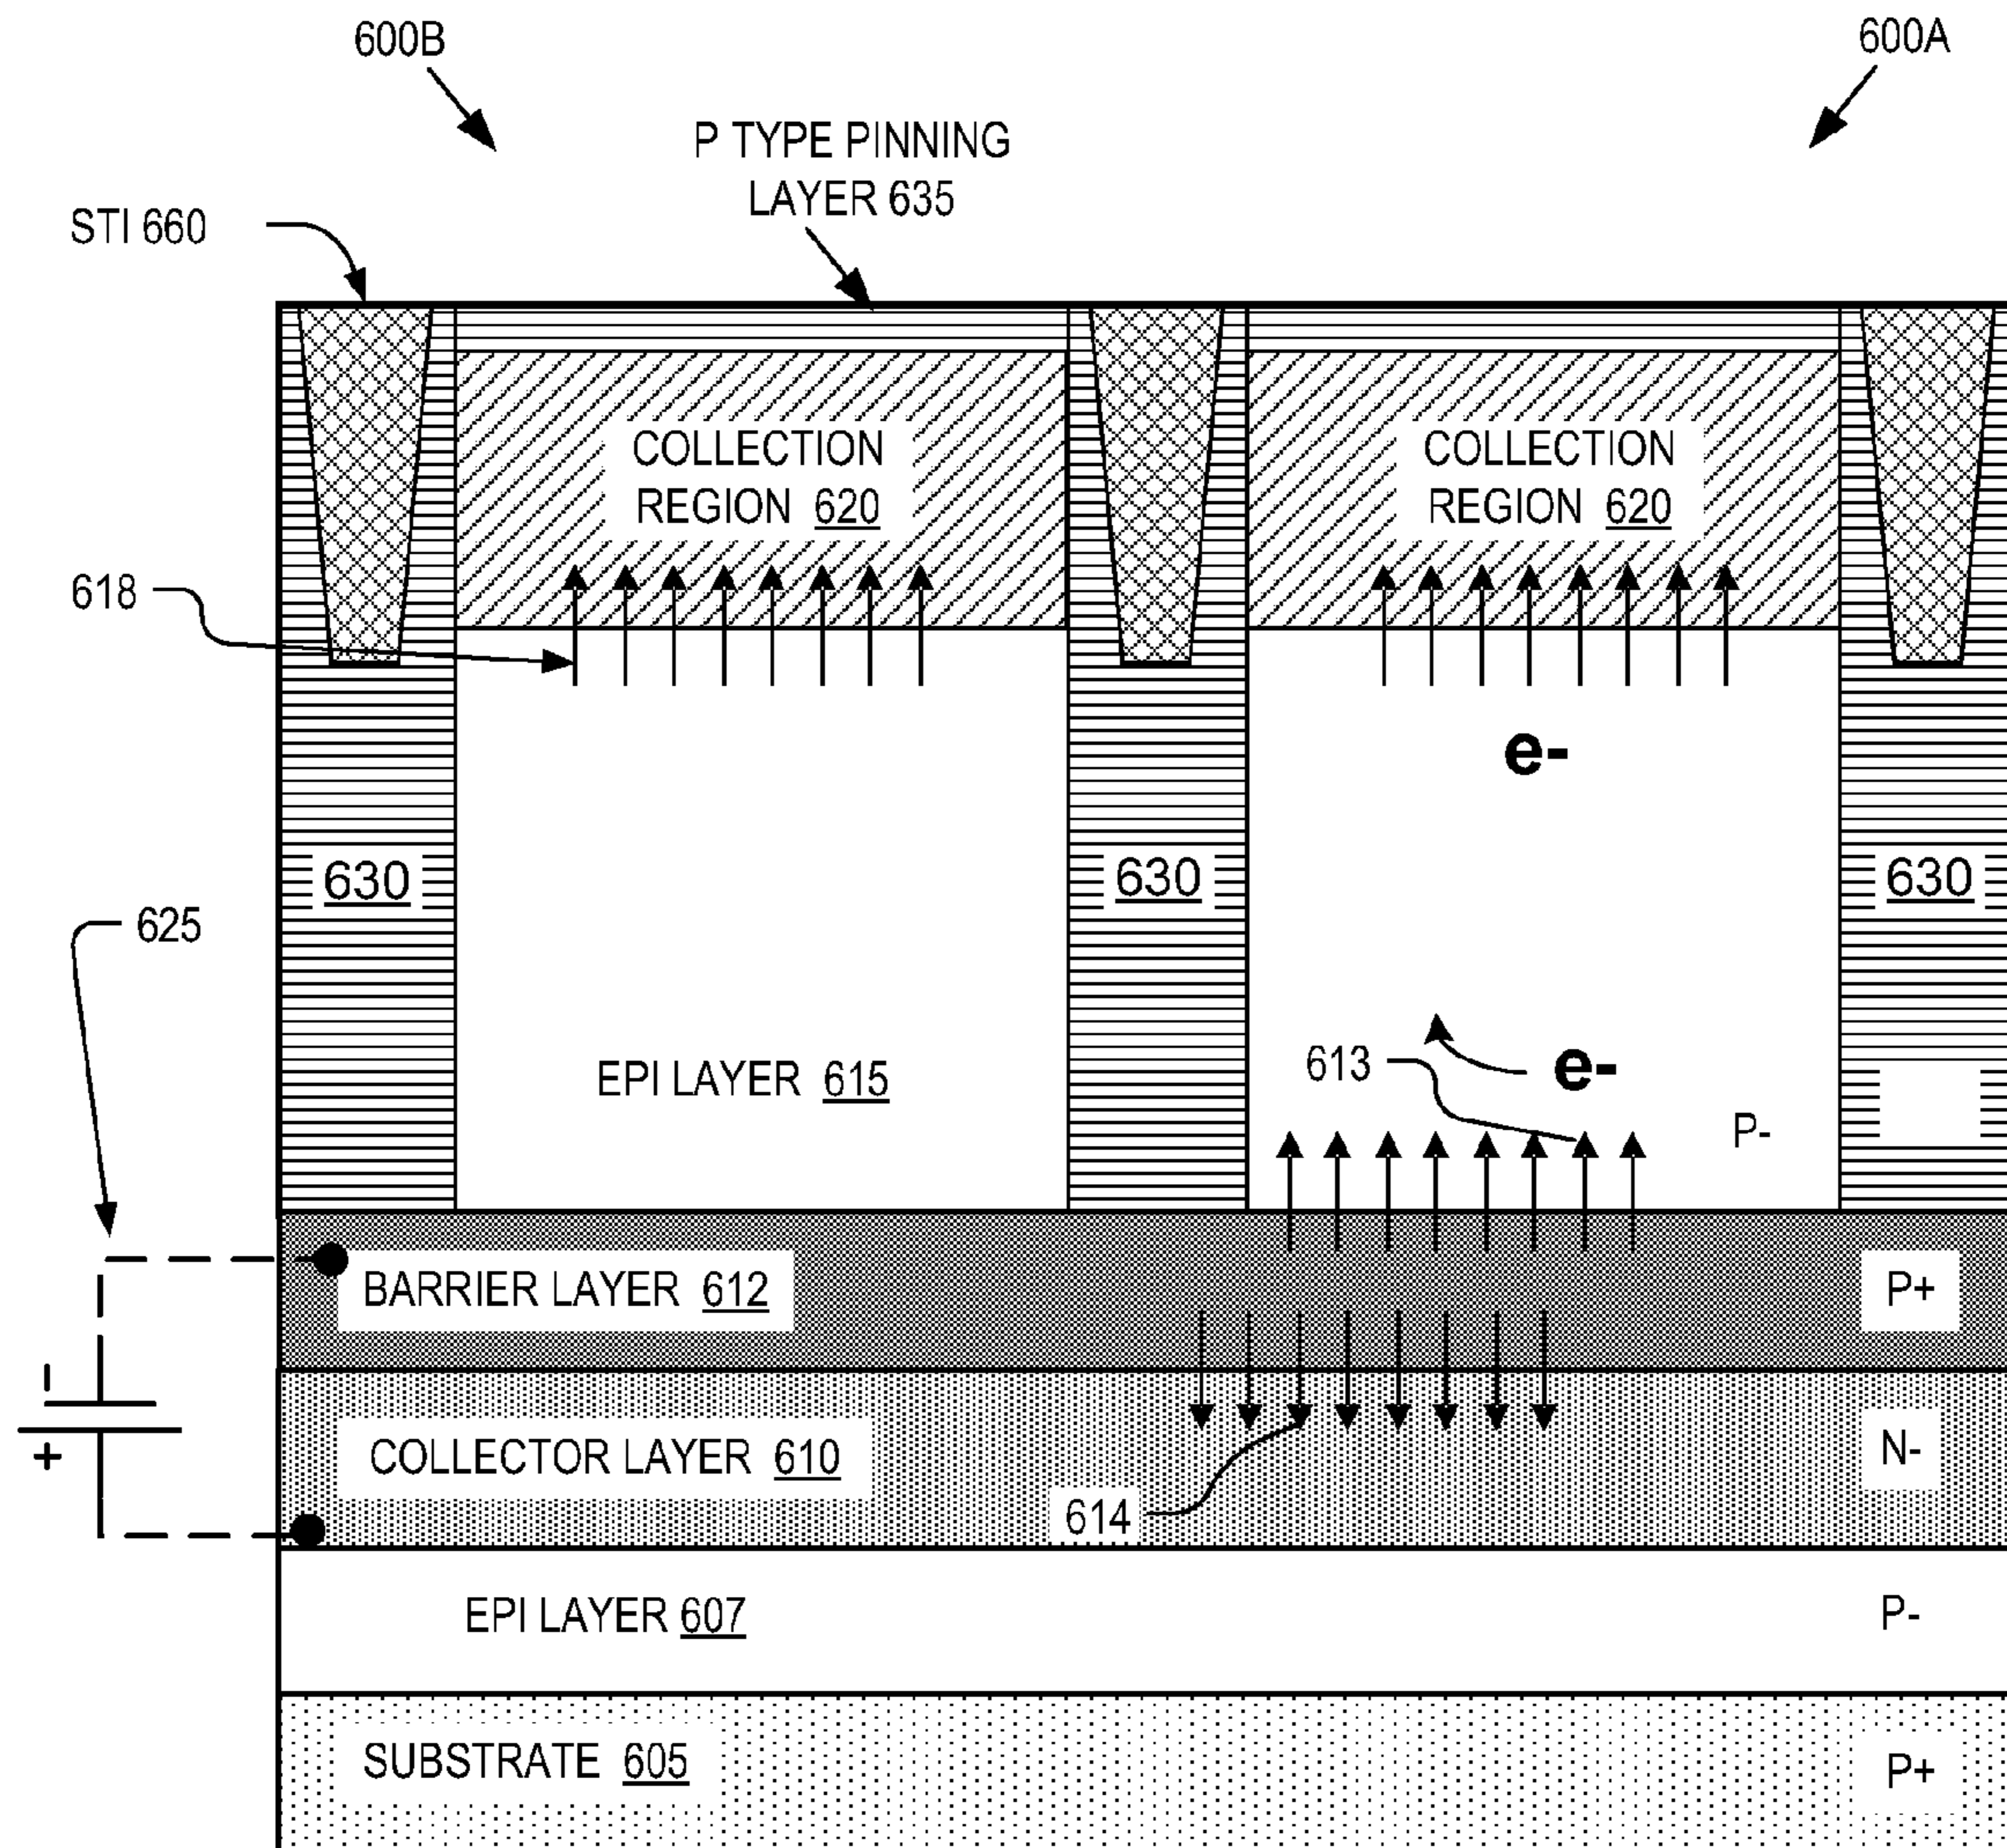 600B
600A
P TYPE PINNING
LAYER 635
STI 660
COLLECTION
REGION 620
COLLECTION
REGION 620
618
e-
630
630
630
625
EPI LAYER 615
613
e-
P-
BARRIER LAYER 612
P+
-
+
COLLECTOR LAYER 610
N-
614
EPI LAYER 607
P-
SUBSTRATE 605
P+